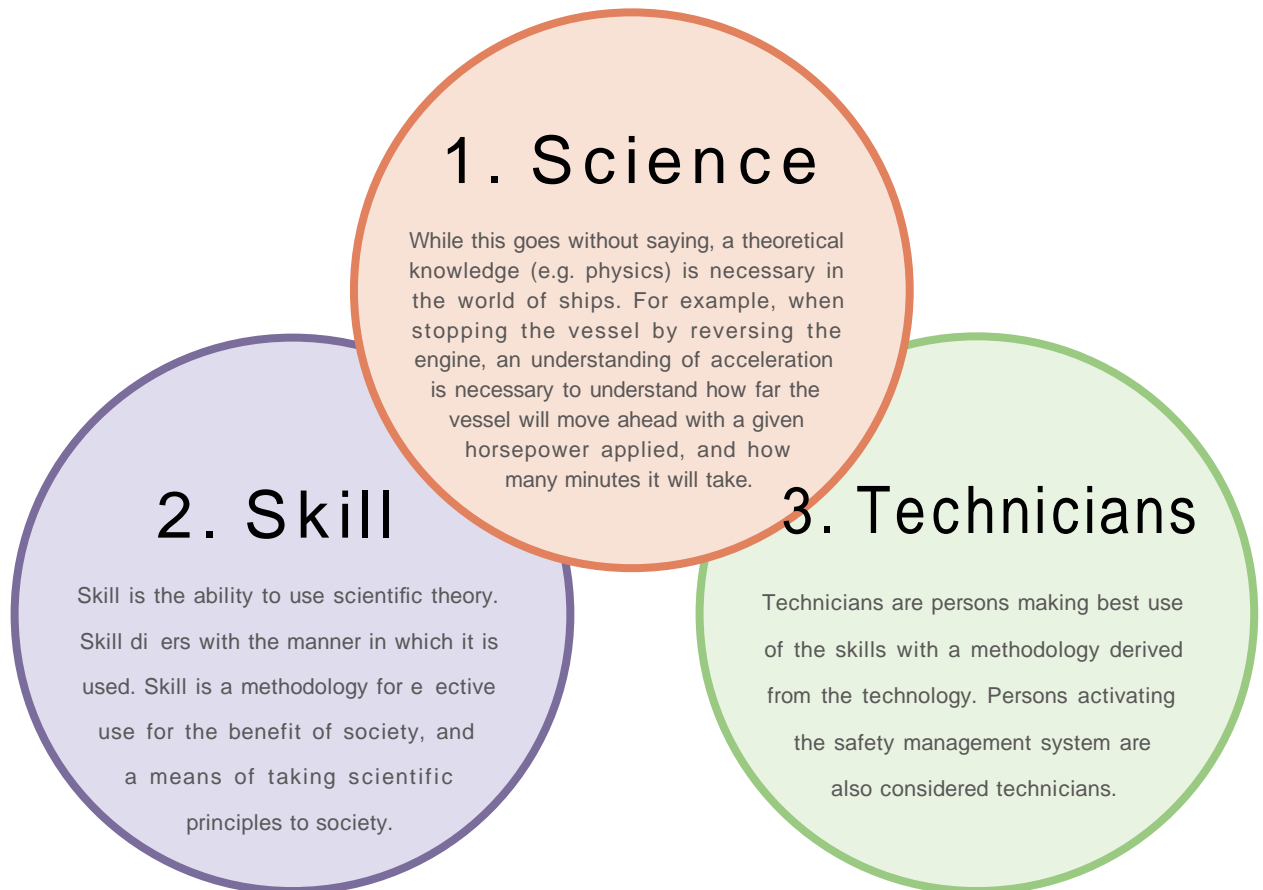 1. Science
While this goes without saying, a theoretical
knowledge (e.g. physics) is necessary in
the world of ships. For example, when
stopping the vessel by reversing the
engine, an understanding of acceleration
is necessary to understand how far the
vessel will move ahead with a given
horsepower applied, and how
many minutes it will take.
2. Skill
Skill is the ability to use scientific theory.
Skill di ers with the manner in which it is
used. Skill is a methodology for e ective
use for the benefit of society, and
a means of taking scientific
principles to society.
3. Technicians
Technicians are persons making best use
of the skills with a methodology derived
from the technology. Persons activating
the safety management system are
also considered technicians.